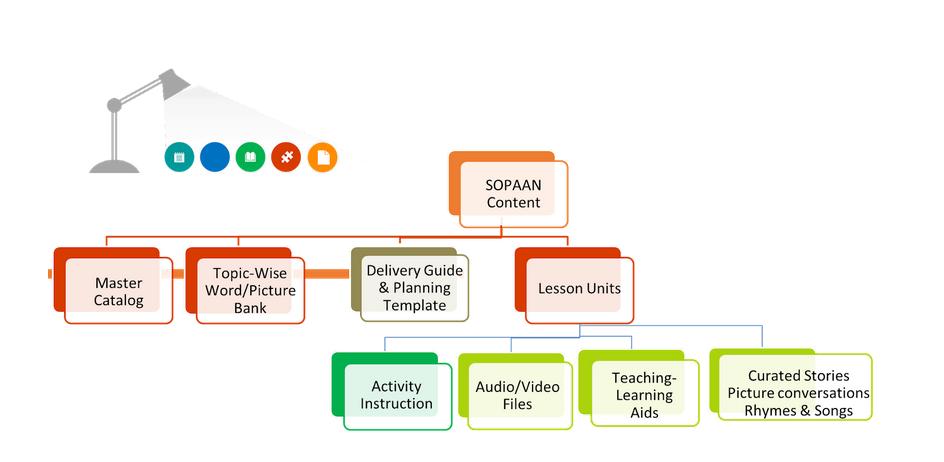 SOPAAN
Content
Master
Catalog
Topic-Wise
Word/Picture
Bank
Delivery Guide
& Planning
Template
Lesson Units
Activity
Instruction
Audio/Video
Files
Teaching-
Learning
Aids
Curated Stories
Picture conversations
Rhymes & Songs